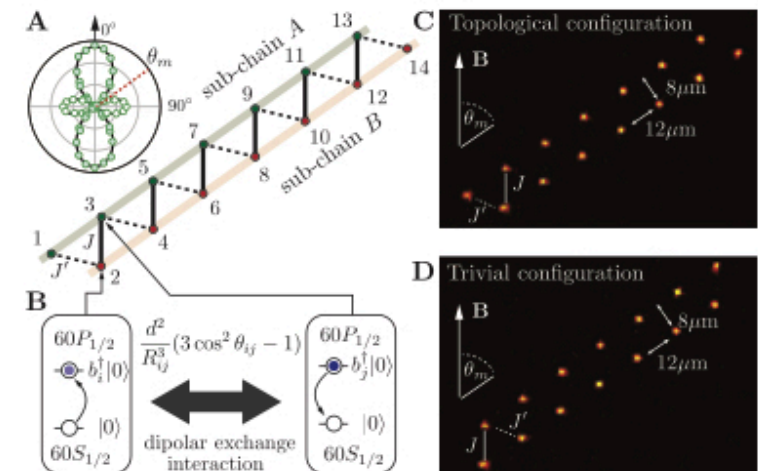 A
0°
θm
90°
sub-chain A
sub-chain B
1
2
3
4
5
6
7
8
9
10
11
12
13
14
J
J′
B
60P1/2
b†i|0⟩
|0⟩
60S1/2
d²/R³ij (3 cos² θij − 1)
dipolar exchange
interaction
60P1/2
b†j|0⟩
|0⟩
60S1/2
C
Topological configuration
B
θm
8μm
12μm
J
J′
D
Trivial configuration
B
θm
8μm
12μm
J
J′